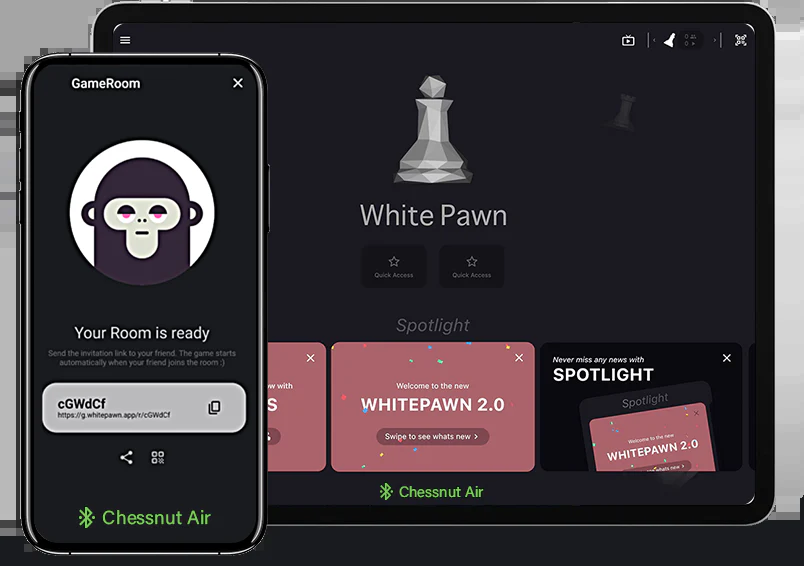 GameRoom
Your Room is ready
Send the invitation link to your friend. The game starts
automatically when your friend joins the room ;)
cGWdCf
https://g.whitepawn.app/r/cGWdCf
Chessnut Air
White Pawn
Quick Access
Quick Access
Spotlight
w with
S
Welcome to the new
WHITEPAWN 2.0
Swipe to see whats new >
Never miss any news with
SPOTLIGHT
Spotlight
Welcome to the new
WHITEPAWN 2.0
whats new >
Chessnut Air